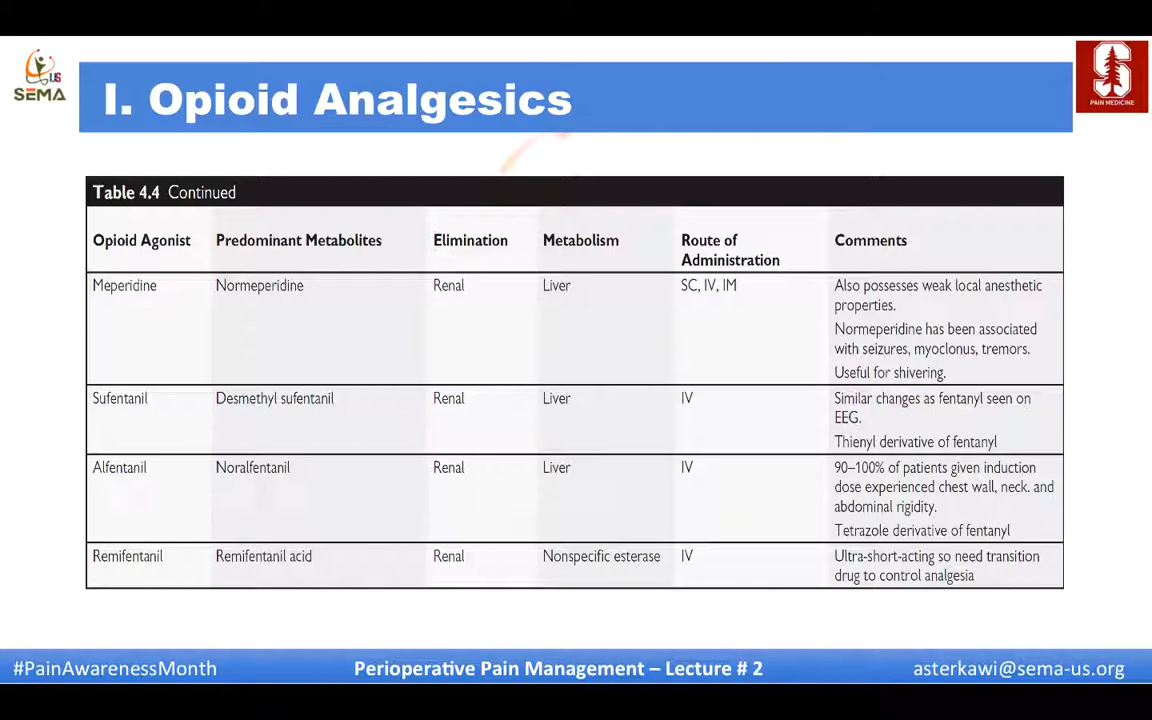 US
SEMA
I. Opioid Analgesics
S
PAIN MEDICINE
Table 4.4 Continued
Opioid Agonist Predominant Metabolites Elimination Metabolism Route of Administration Comments
Meperidine Normeperidine Renal Liver SC, IV, IM Also possesses weak local anesthetic
properties.
Normeperidine has been associated
with seizures, myoclonus, tremors.
Useful for shivering.
Sufentanil Desmethyl sufentanil Renal Liver IV Similar changes as fentanyl seen on
EEG.
Thienyl derivative of fentanyl
Alfentanil Noralfentanil Renal Liver IV 90–100% of patients given induction
dose experienced chest wall, neck. and
abdominal rigidity.
Tetrazole derivative of fentanyl
Remifentanil Remifentanil acid Renal Nonspecific esterase IV Ultra-short-acting so need transition
drug to control analgesia
#PainAwarenessMonth Perioperative Pain Management – Lecture # 2 asterkawi@sema-us.org